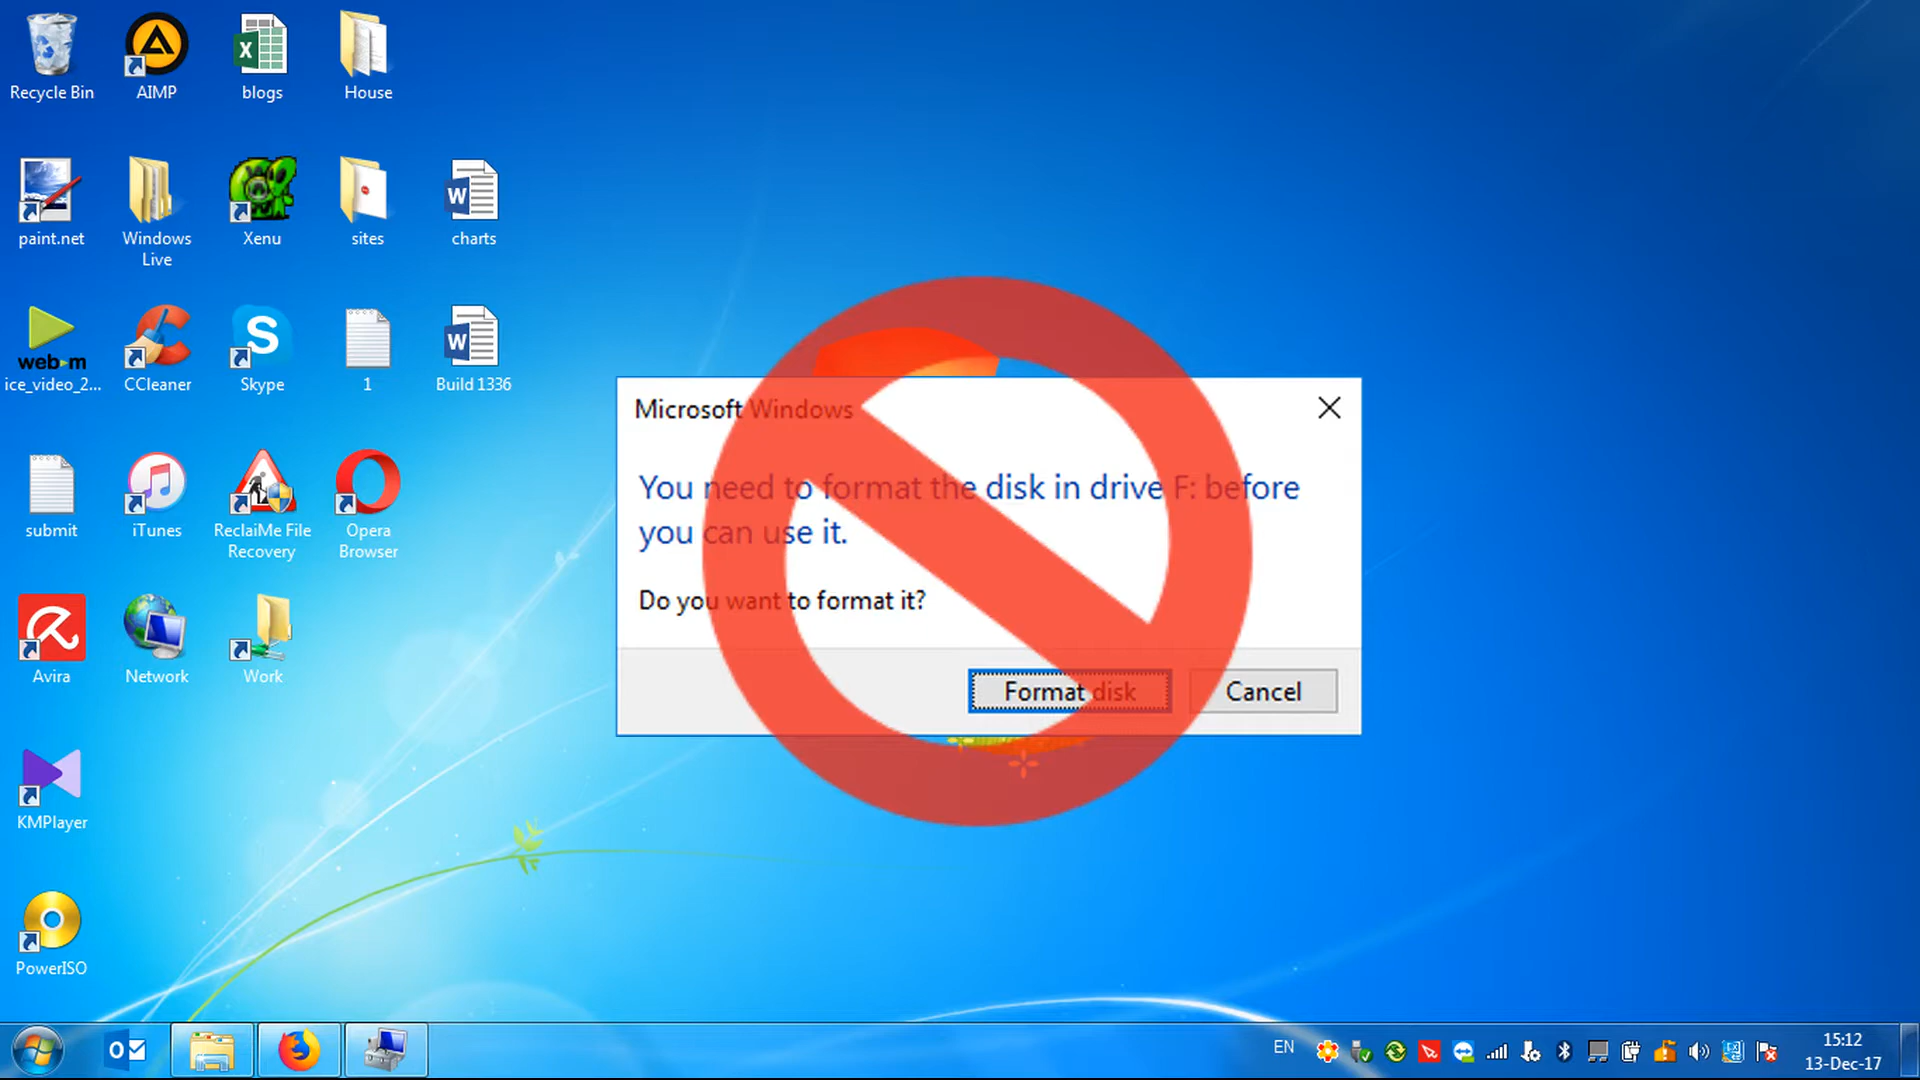 Recycle Bin
AIMP
blogs
House
paint.net
Windows
Live
Xenu
sites
charts
web-m
ice_video_2...
CCleaner
Skype
1
Build 1336
submit
iTunes
ReclaiMe File
Recovery
Opera
Browser
Avira
Network
Work
KMPlayer
PowerISO
Microsoft Windows
You need to format the disk in drive F: before
you can use it.
Do you want to format it?
Format disk
Cancel
EN
15:12
13-Dec-17